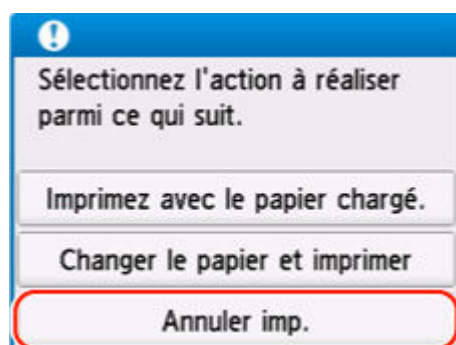 Sélectionnez l'action à réaliser
parmi ce qui suit.
Imprimez avec le papier chargé.
Changer le papier et imprimer
Annuler imp.